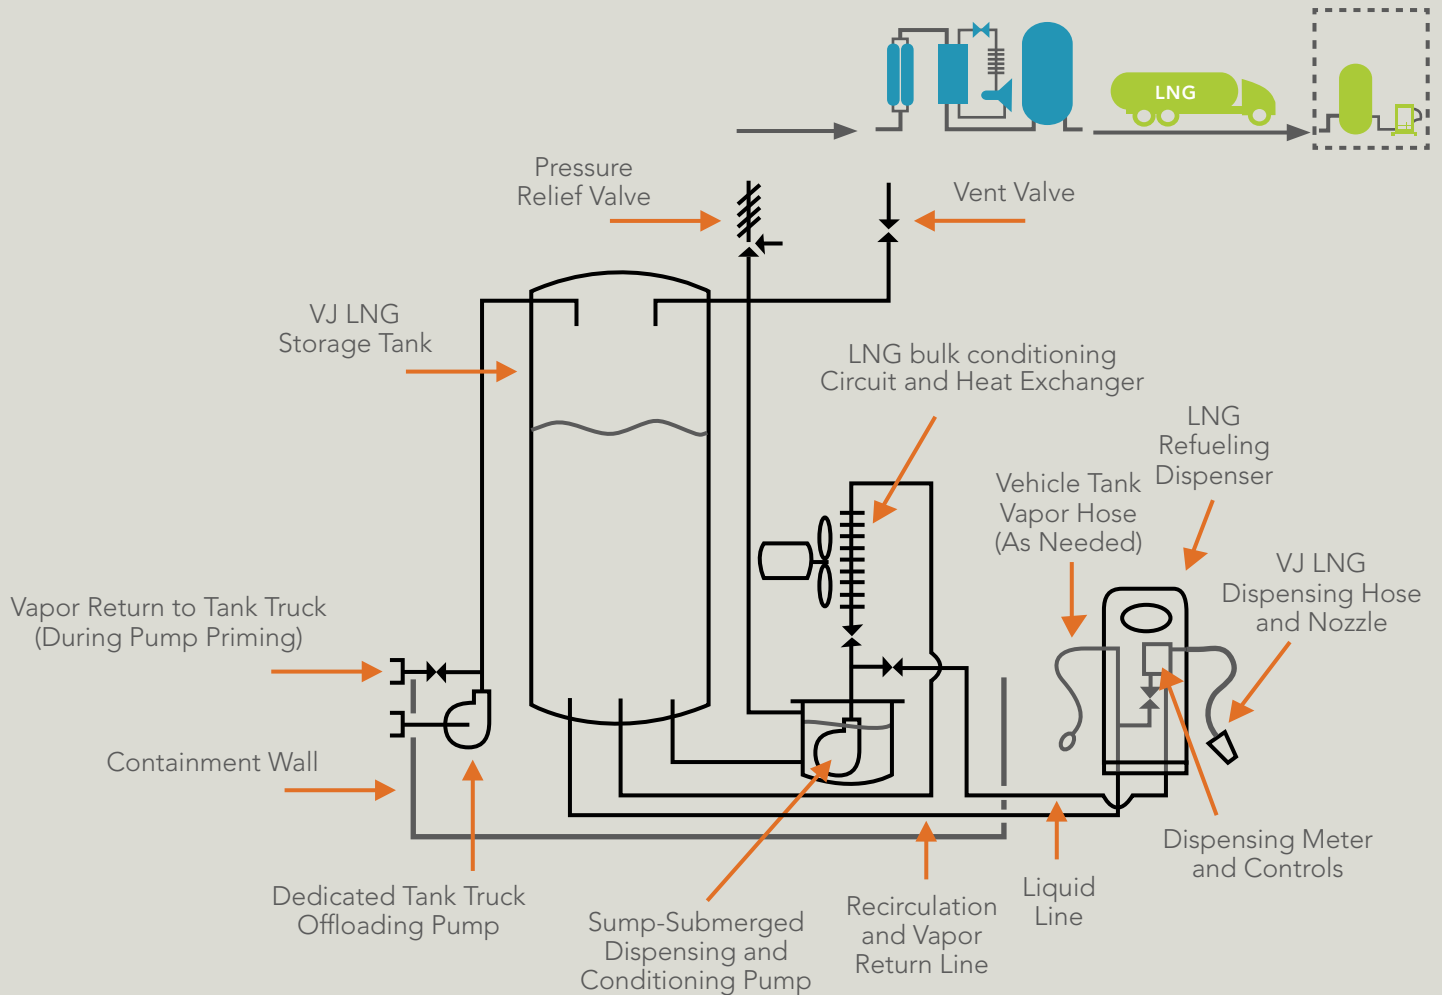 LNG
Pressure
Relief Valve
Vent Valve
VJ LNG
Storage Tank
LNG bulk conditioning
Circuit and Heat Exchanger
LNG
Refueling
Dispenser
Vehicle Tank
Vapor Hose
(As Needed)
VJ LNG
Dispensing Hose
and Nozzle
Vapor Return to Tank Truck
(During Pump Priming)
Containment Wall
Dedicated Tank Truck
Offloading Pump
Sump-Submerged
Dispensing and
Conditioning Pump
Recirculation
and Vapor
Return Line
Liquid
Line
Dispensing Meter
and Controls